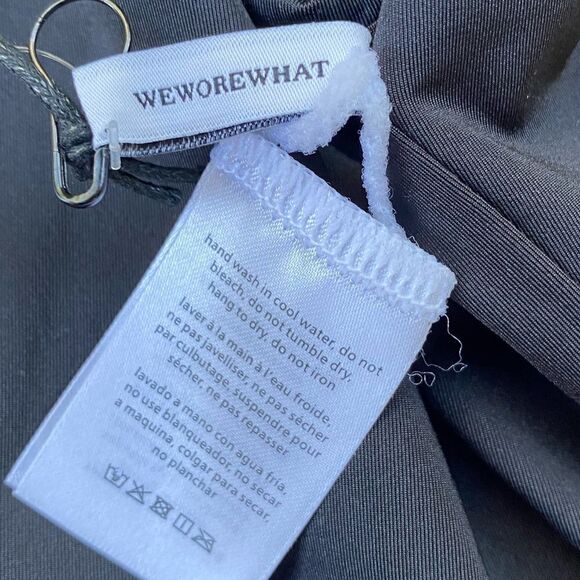 WEWOREWHAT
hand wash in cool water, do not
bleach, do not tumble dry,
hang to dry, do not iron
laver à la main à l'eau froide,
ne pas javelliser, ne pas sécher
par culbutage, suspendre pour
sécher, ne pas repasser
lavado a mano con agua fría,
no use blanqueador, no secar
a maquina, colgar para secar.
no planchar